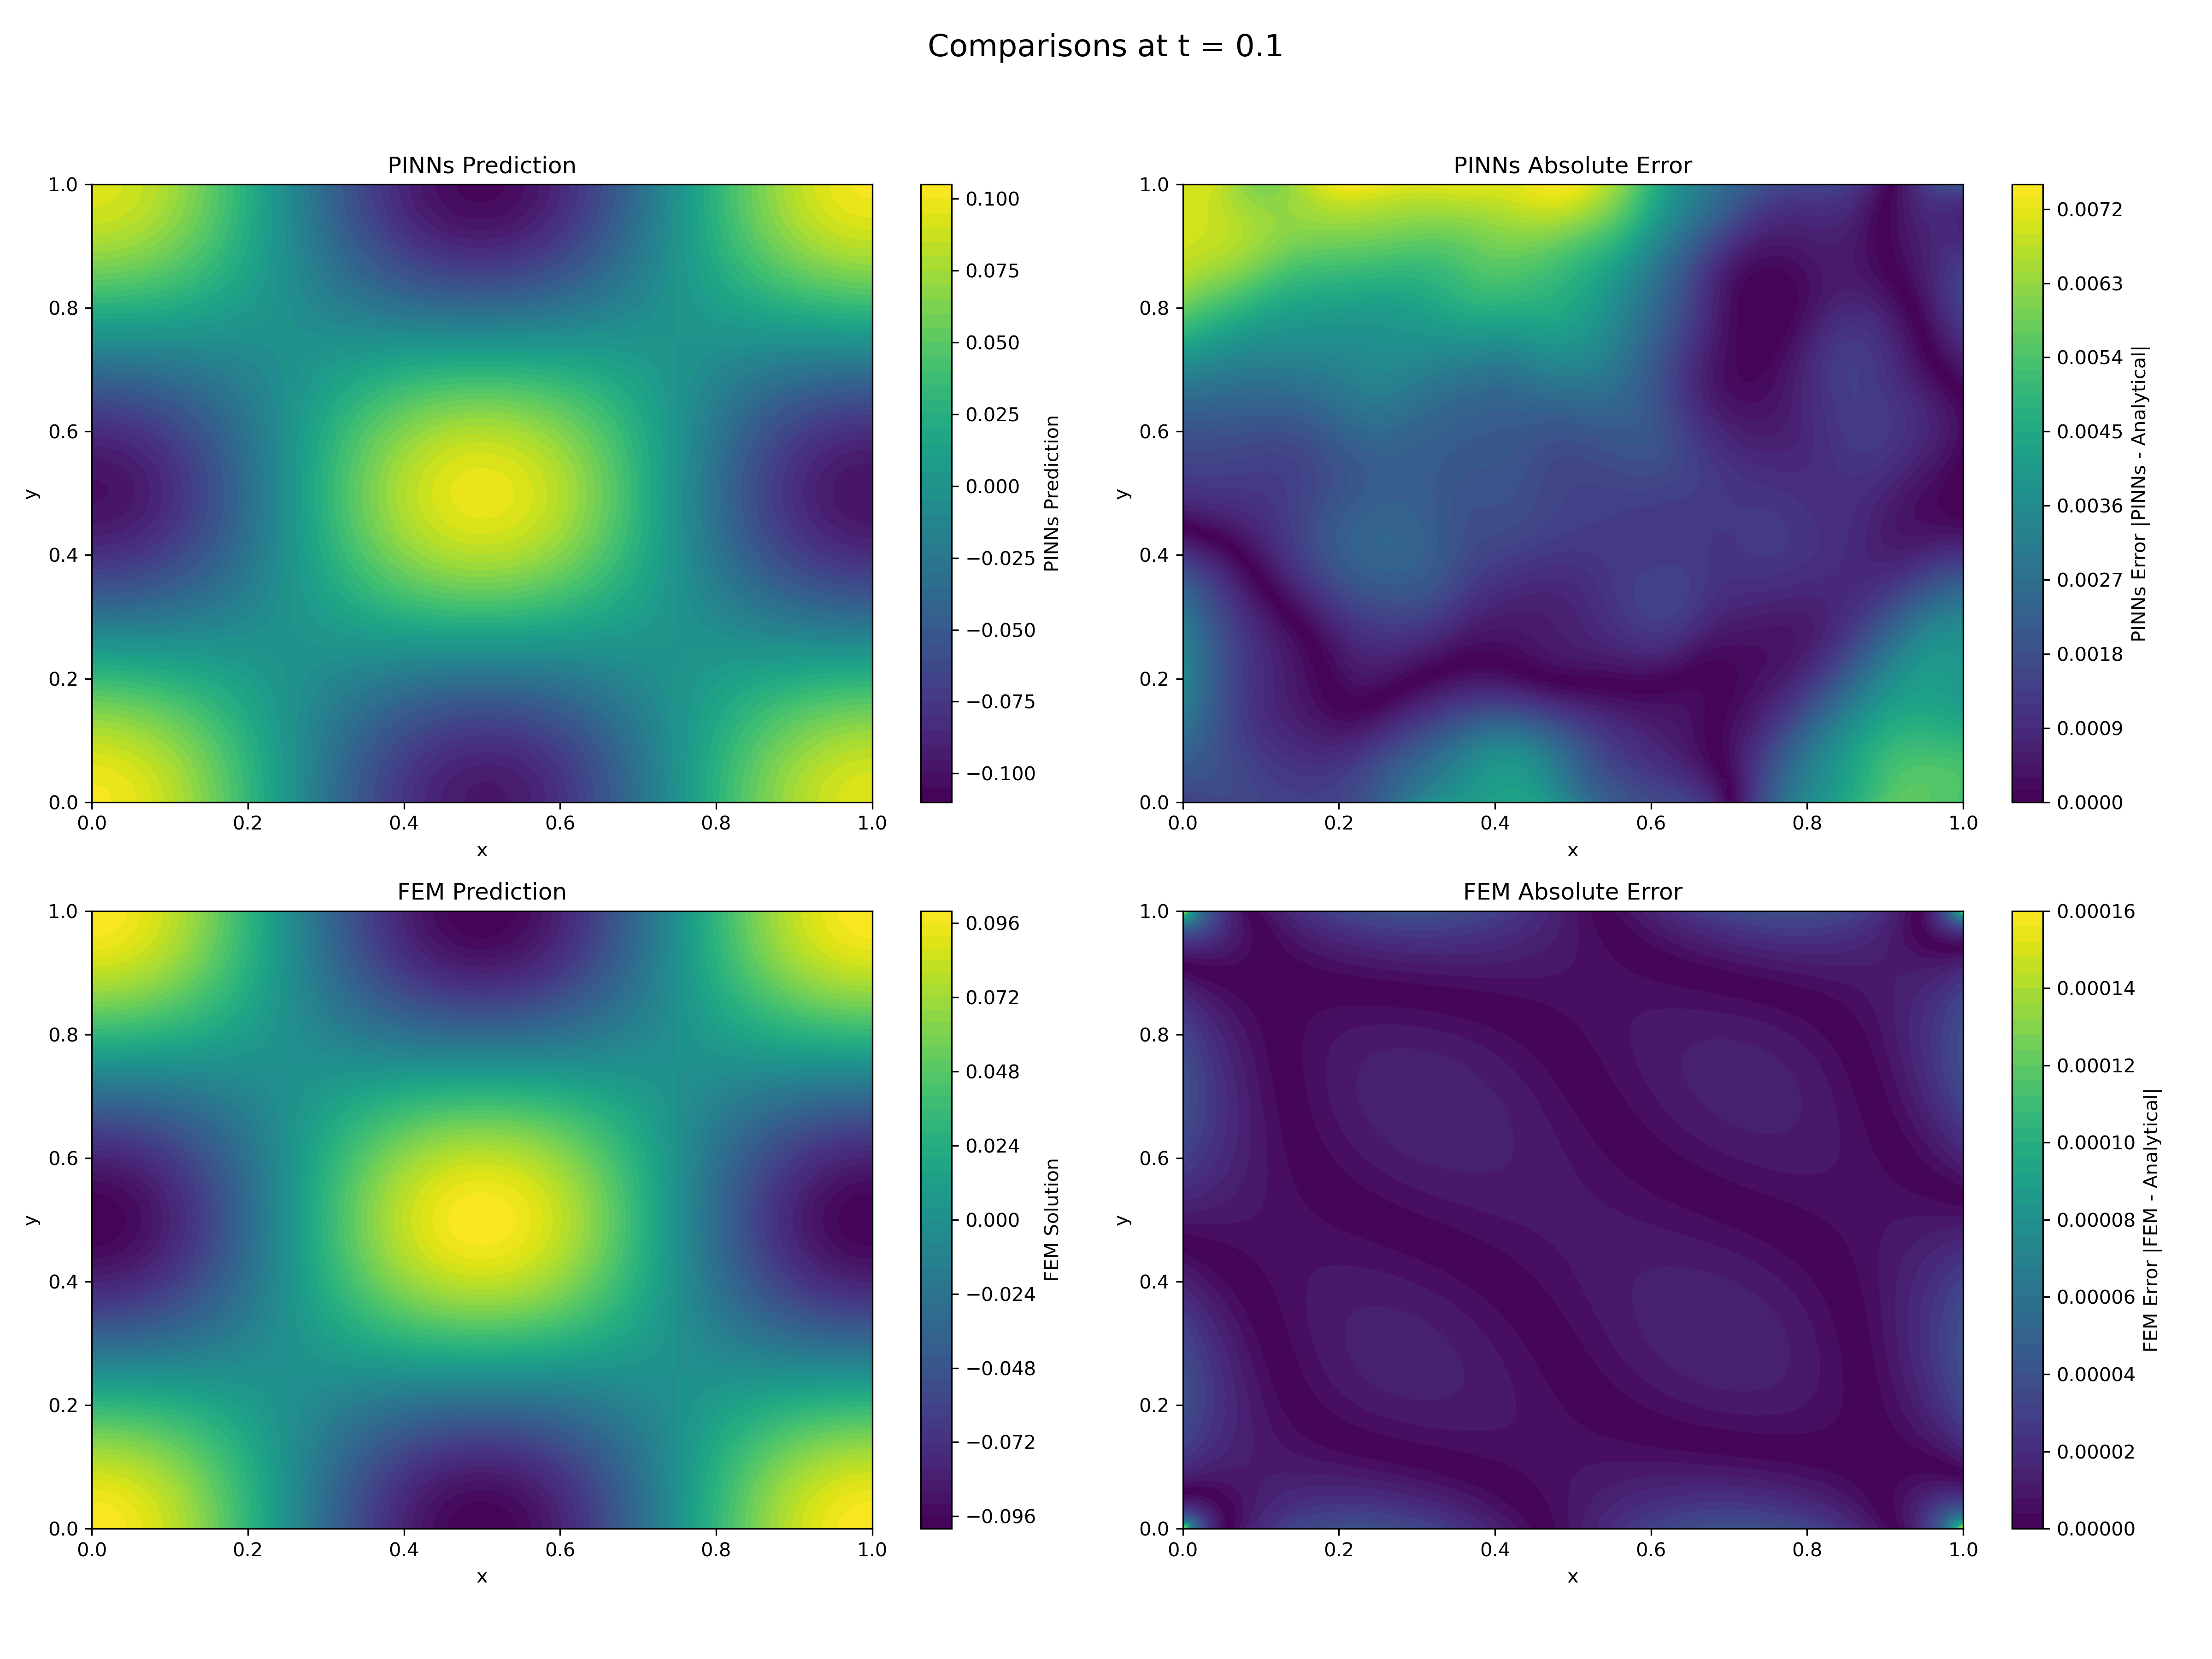 Comparisons at t = 0.1
PINNs Prediction
1.0
0.8
0.6
0.4
0.2
0.0
y
0.0 0.2 0.4 0.6 0.8 1.0
x
0.100
0.075
0.050
0.025
0.000
−0.025
−0.050
−0.075
−0.100
PINNs Prediction
PINNs Absolute Error
1.0
0.8
0.6
0.4
0.2
0.0
y
0.0 0.2 0.4 0.6 0.8 1.0
x
0.0072
0.0063
0.0054
0.0045
0.0036
0.0027
0.0018
0.0009
0.0000
PINNs Error |PINNs - Analytical|
FEM Prediction
1.0
0.8
0.6
0.4
0.2
0.0
y
0.0 0.2 0.4 0.6 0.8 1.0
x
0.096
0.072
0.048
0.024
0.000
−0.024
−0.048
−0.072
−0.096
FEM Solution
FEM Absolute Error
1.0
0.8
0.6
0.4
0.2
0.0
y
0.0 0.2 0.4 0.6 0.8 1.0
x
0.00016
0.00014
0.00012
0.00010
0.00008
0.00006
0.00004
0.00002
0.00000
FEM Error |FEM - Analytical|